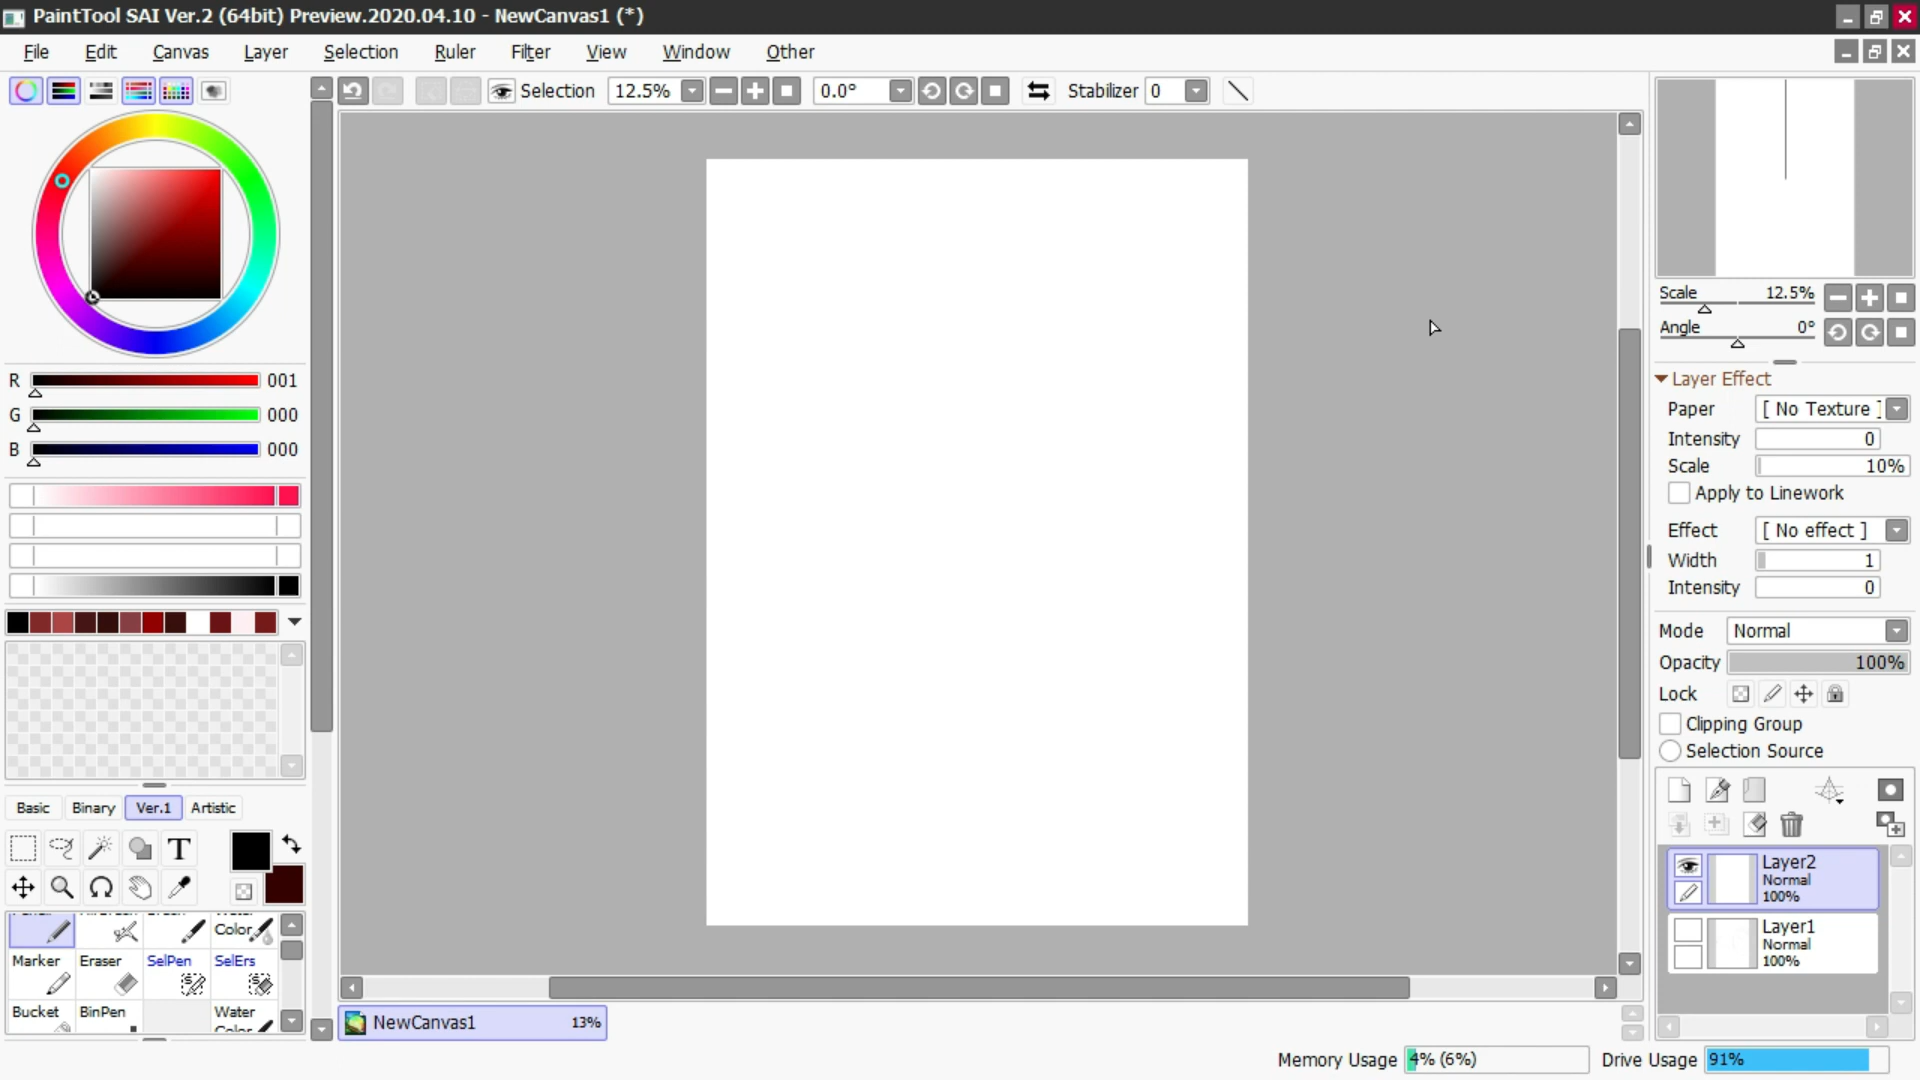 PaintTool SAI Ver.2 (64bit) Preview.2020.04.10 - NewCanvas1 (*)
File Edit Canvas Layer Selection Ruler Filter View Window Other
Selection 12.5% 0.0° Stabilizer 0
Scale 12.5%
Angle 0°
R 001
G 000
B 000
Layer Effect
Paper [ No Texture ]
Intensity 0
Scale 10%
Apply to Linework
Effect [ No effect ]
Width 1
Intensity 0
Mode Normal
Opacity 100%
Lock
Clipping Group
Selection Source
Basic Binary Ver.1 Artistic
T
Color
Marker Eraser SelPen SelErs
Bucket BinPen Water
Color
Layer2
Normal
100%
Layer1
Normal
100%
NewCanvas1 13%
Memory Usage 4% (6%) Drive Usage 91%